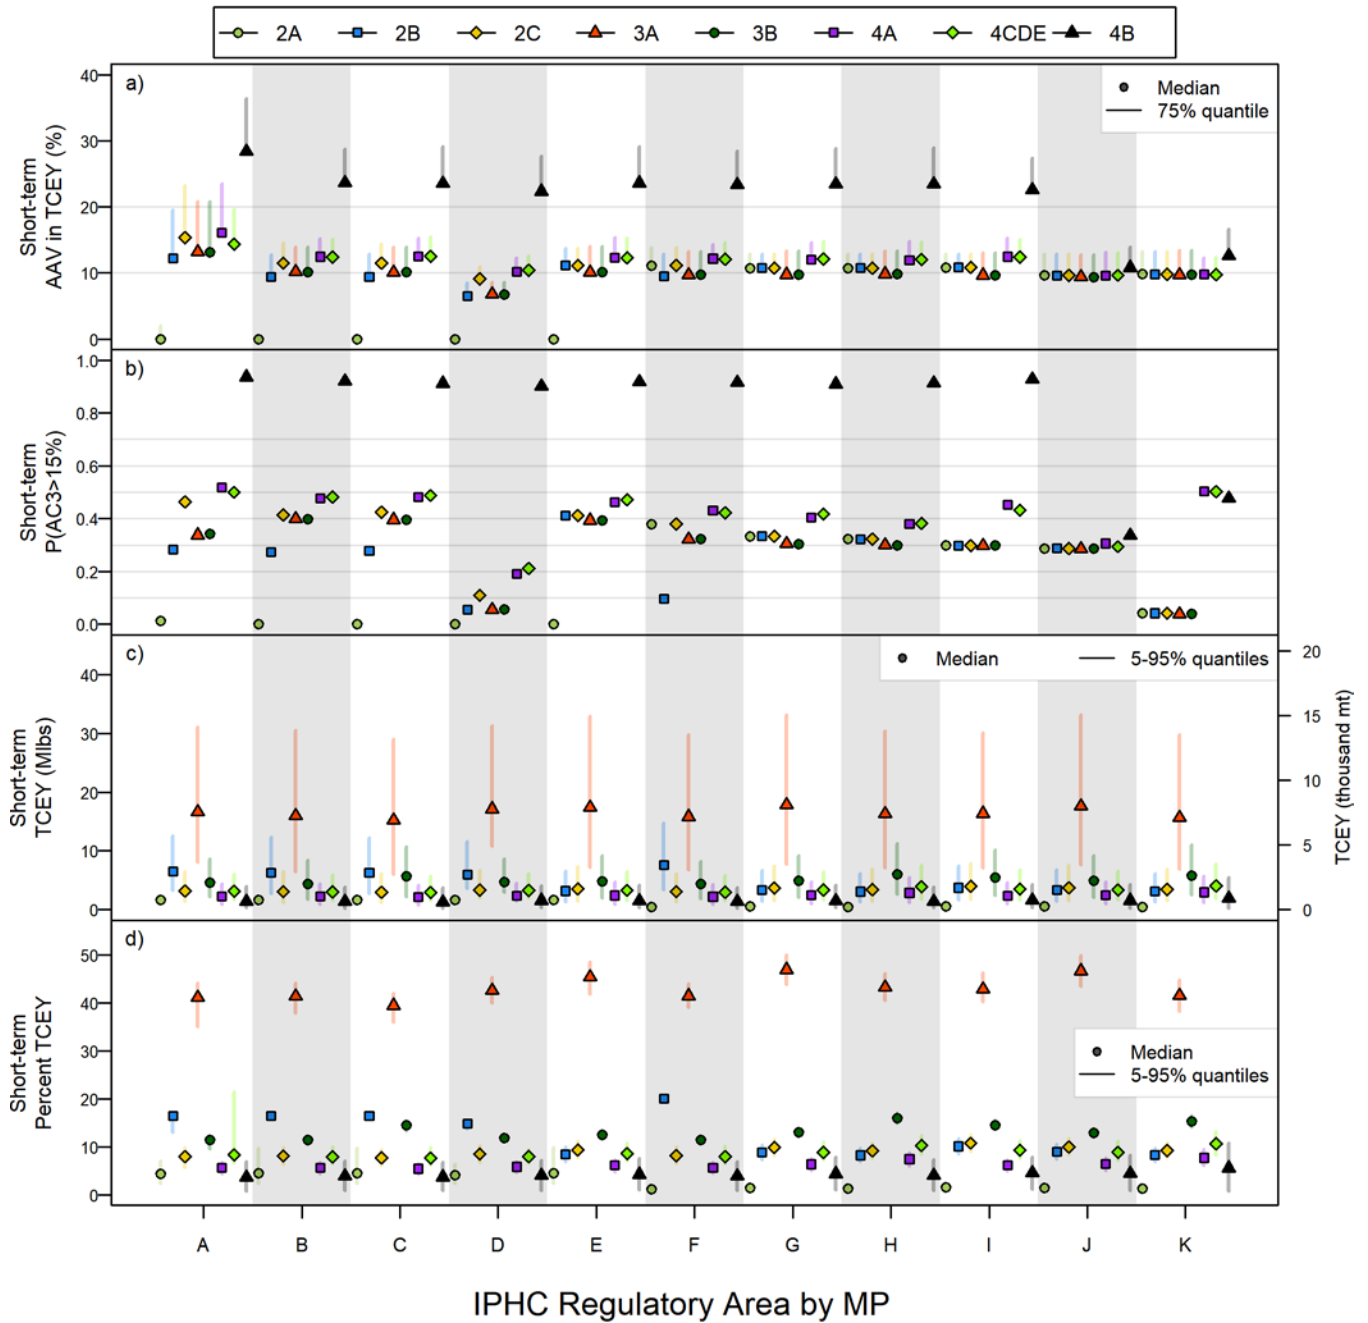 2A 2B 2C 3A 3B 4A 4CDE 4B
a)
Median
75% quantile
Short-term
AAV in TCEY (%)
40
30
20
10
0
b)
Short-term
P(AC3>15%)
1.0
0.8
0.6
0.4
0.2
0.0
c)
Median 5-95% quantiles
Short-term
TCEY (Mlbs)
40
30
20
10
0
20
15
10
5
0
TCEY (thousand mt)
d)
Short-term
Percent TCEY
50
40
30
20
10
0
Median
5-95% quantiles
A B C D E F G H I J K
IPHC Regulatory Area by MP